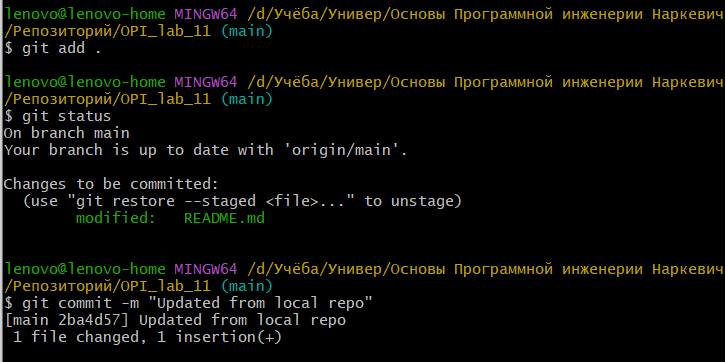 lenovo@lenovo-home MINGW64 /d/Учёба/Универ/Основы Программной инженерии Наркевич
/Репозиторий/OPI_lab_11 (main)
$ git add .
lenovo@lenovo-home MINGW64 /d/Учёба/Универ/Основы Программной инженерии Наркевич
/Репозиторий/OPI_lab_11 (main)
$ git status
On branch main
Your branch is up to date with 'origin/main'.
Changes to be committed:
  (use "git restore --staged <file>..." to unstage)
        modified:   README.md
lenovo@lenovo-home MINGW64 /d/Учёба/Универ/Основы Программной инженерии Наркевич
/Репозиторий/OPI_lab_11 (main)
$ git commit -m "Updated from local repo"
[main 2ba4d57] Updated from local repo
 1 file changed, 1 insertion(+)